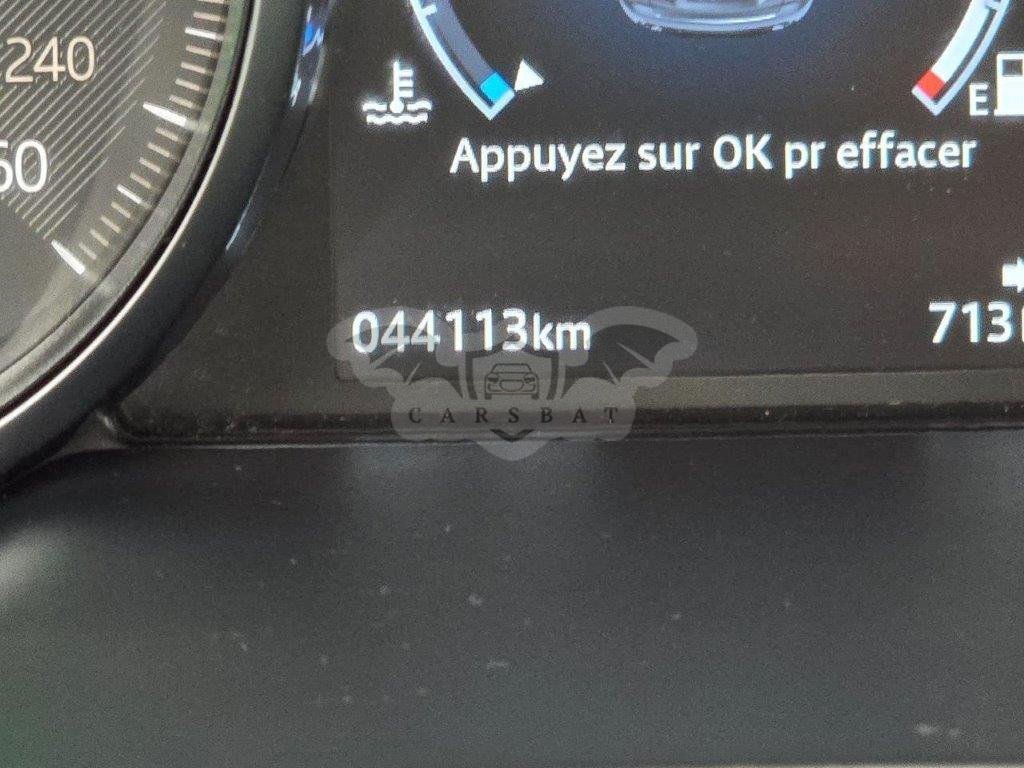 240
60
E
Appuyez sur OK pr effacer
044113km
713
CARSBAT